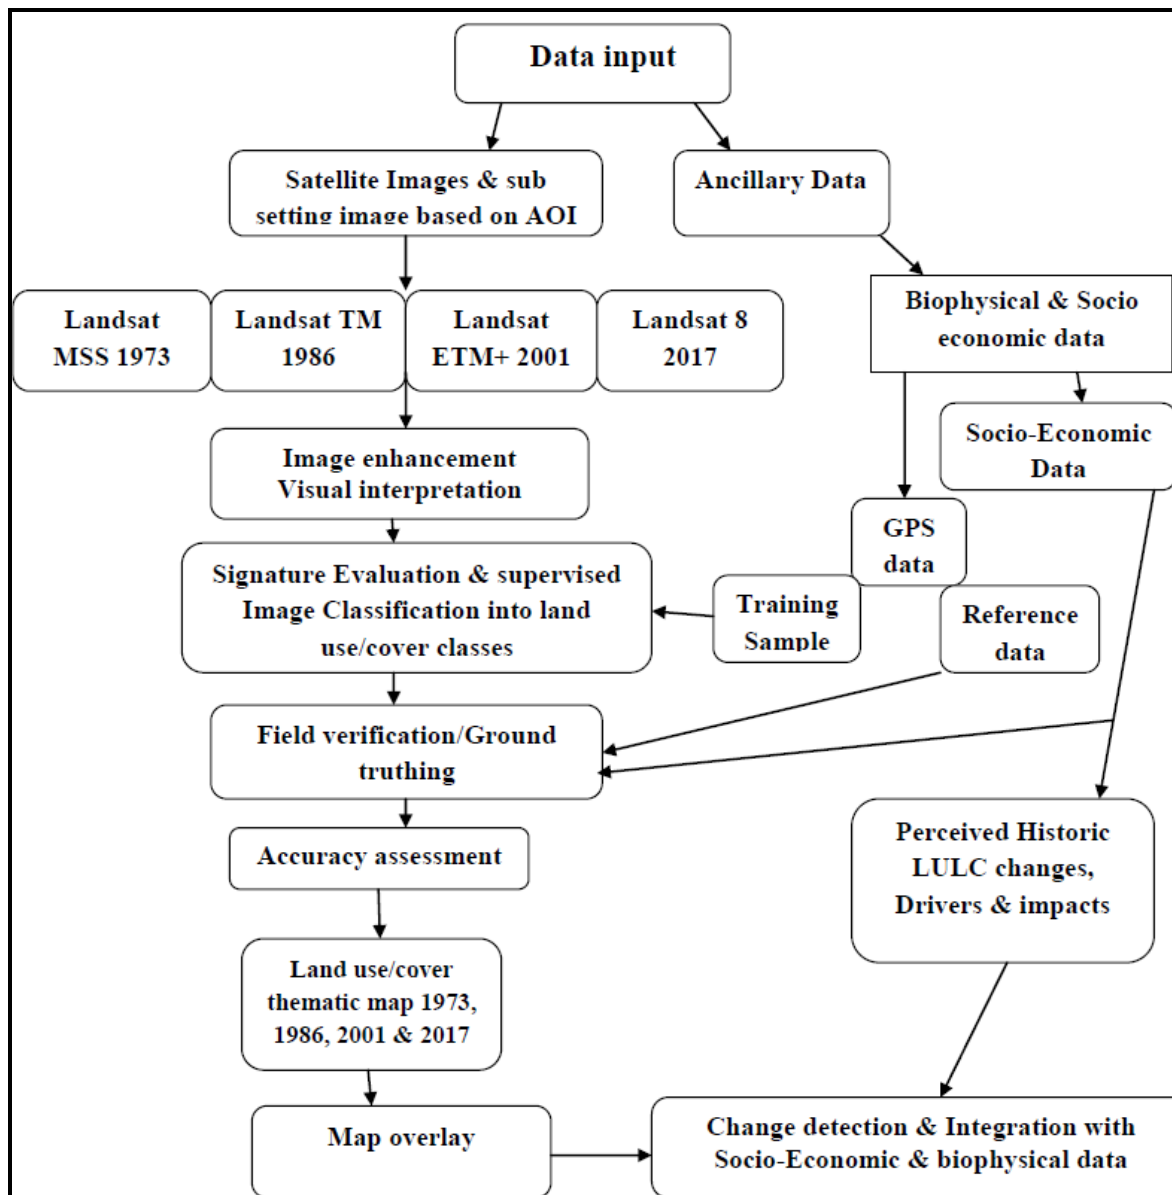 Data input
Satellite Images & sub
setting image based on AOI
Ancillary Data
Landsat
MSS 1973
Landsat TM
1986
Landsat
ETM+ 2001
Landsat 8
2017
Biophysical & Socio
economic data
Image enhancement
Visual interpretation
Socio-Economic
Data
GPS
data
Signature Evaluation & supervised
Image Classification into land
use/cover classes
Training
Sample
Reference
data
Field verification/Ground
truthing
Accuracy assessment
Perceived Historic
LULC changes,
Drivers & impacts
Land use/cover
thematic map 1973,
1986, 2001 & 2017
Map overlay
Change detection & Integration with
Socio-Economic & biophysical data